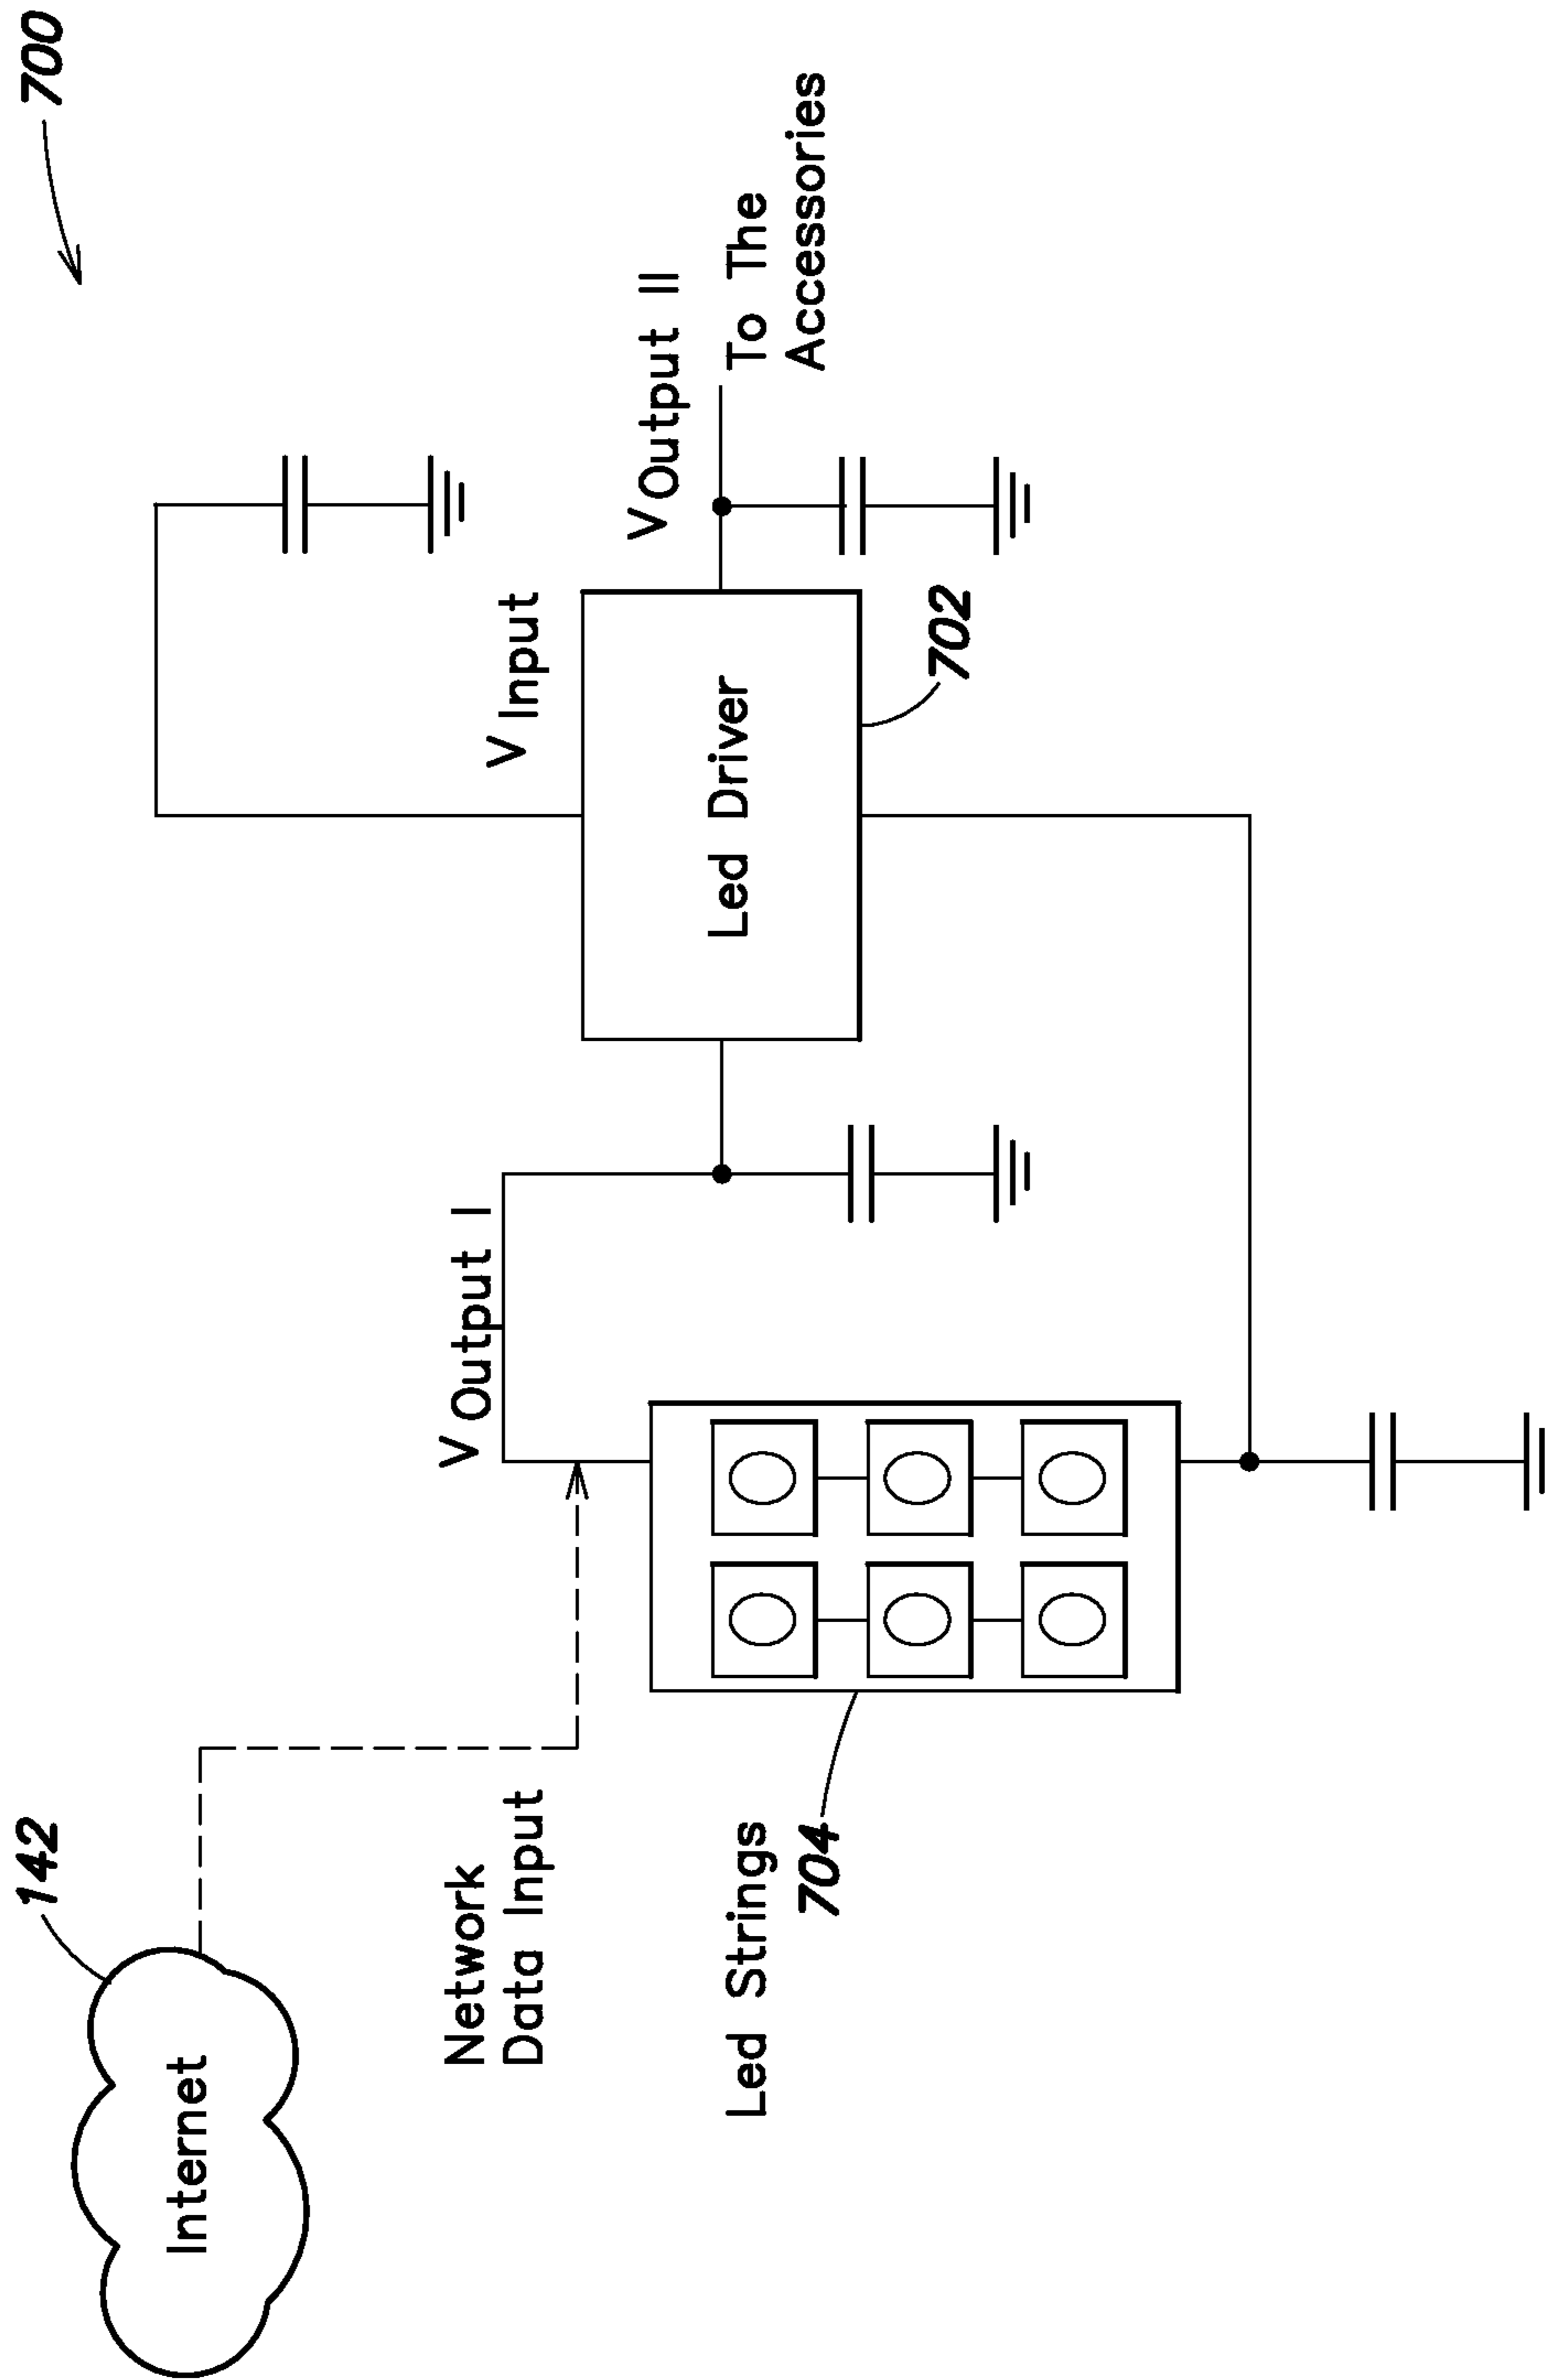 700
142
Internet
Network
Data Input
V Output I
V Input
V Output II
To The
Accessories
Led Driver
702
Led Strings
704